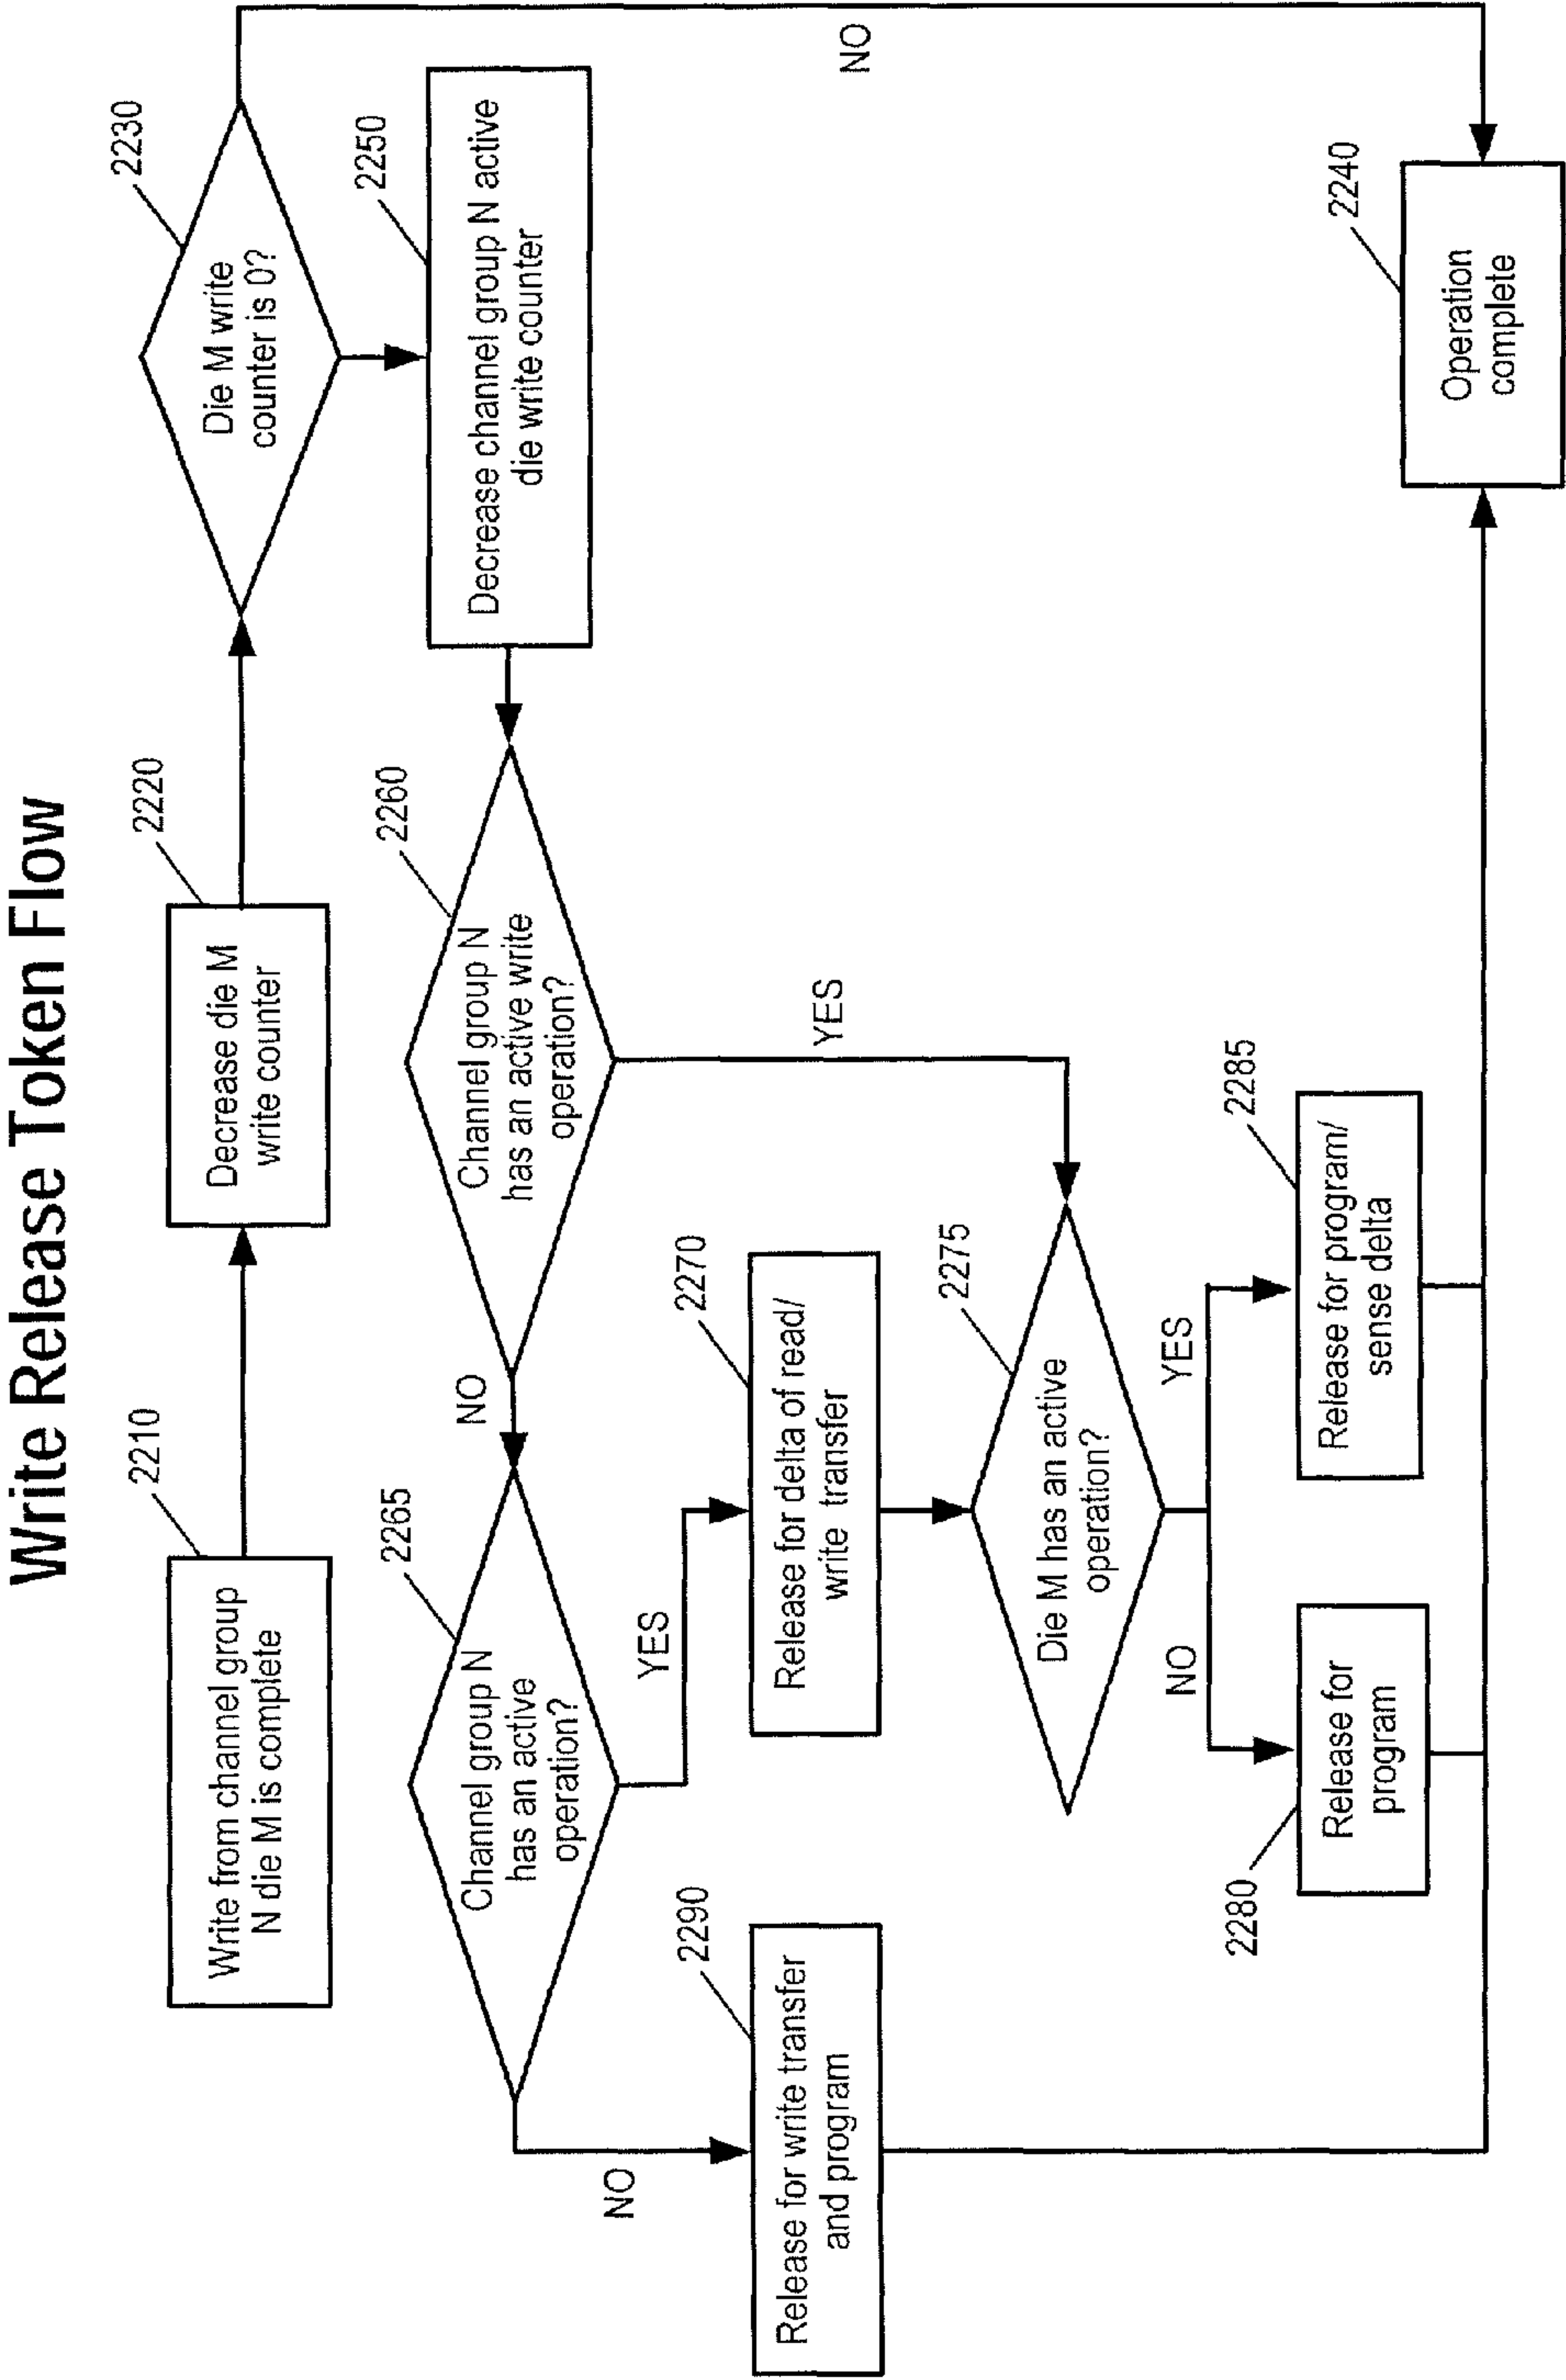 Write Release Token Flow
2210
Write from channel group
N die M is complete
2220
Decrease die M
write counter
2230
Die M write
counter is 0?
NO
2250
Decrease channel group N active
die write counter
2260
Channel group N
has an active write
operation?
NO
YES
2265
Channel group N
has an active
operation?
NO
YES
2290
Release for write transfer
and program
2270
Release for delta of read/
write transfer
2275
Die M has an active
operation?
NO
YES
2280
Release for
program
2285
Release for program/
sense delta
2240
Operation
complete